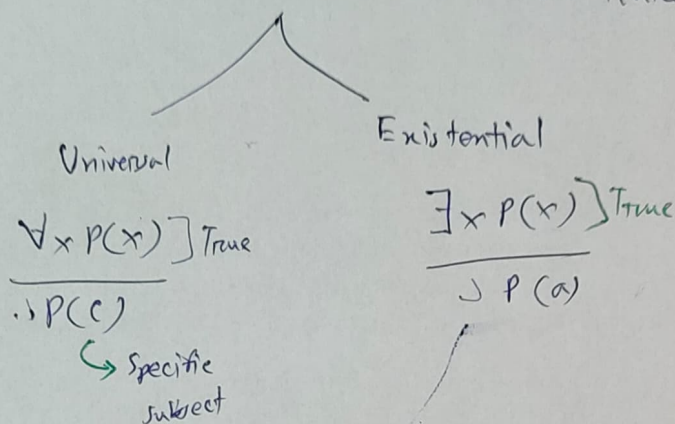 Universal
∀x P(x) ] True
∴ P(c)
↳ Specific
subject
Existential
∃x P(x) ] True
∴ P(a)